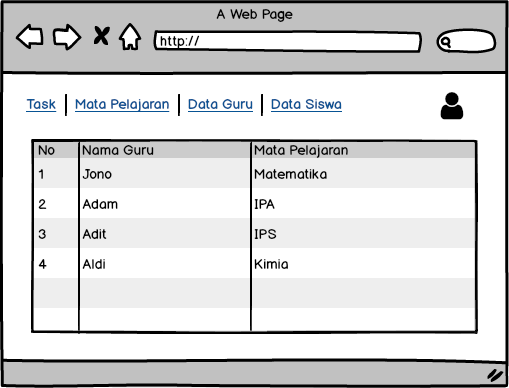 A Web Page
http://
Task Mata Pelajaran Data Guru Data Siswa
No Nama Guru Mata Pelajaran
1 Jono Matematika
2 Adam IPA
3 Adit IPS
4 Aldi Kimia